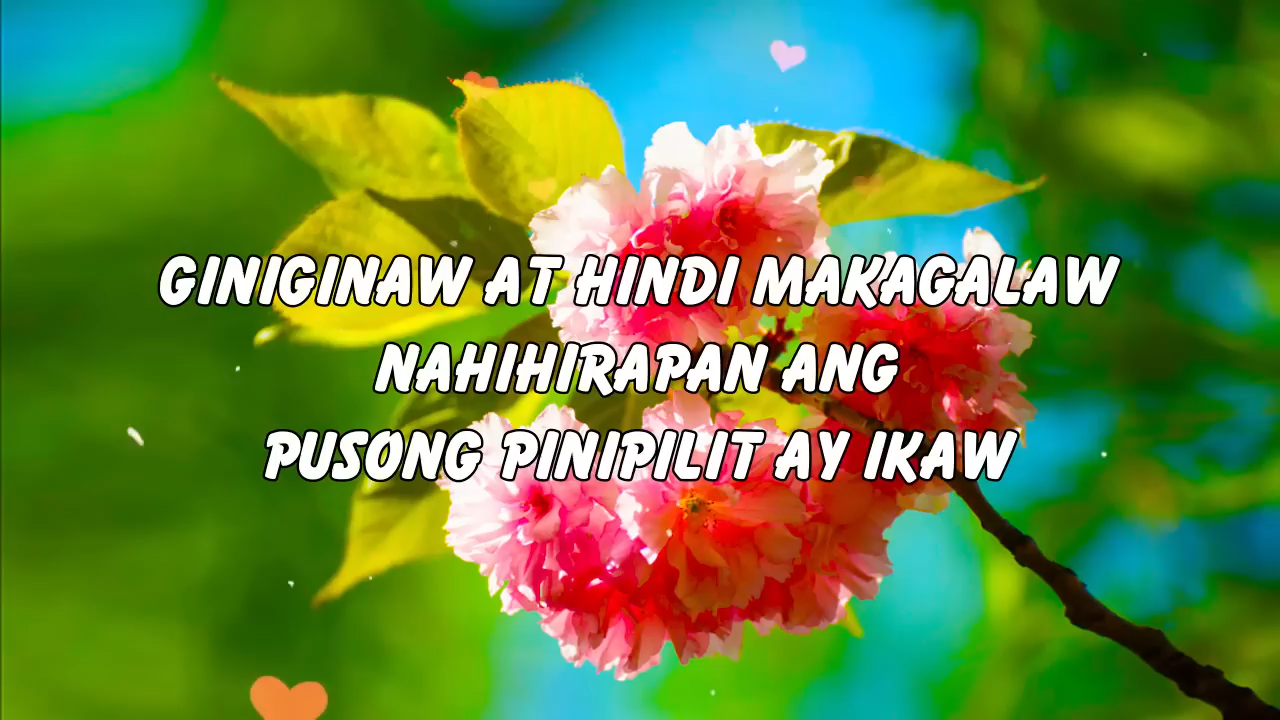 GINIGINAW AT HINDI MAKAGALAW
NAHIHIRAPAN ANG
PUSONG PINIPILIT AY IKAW